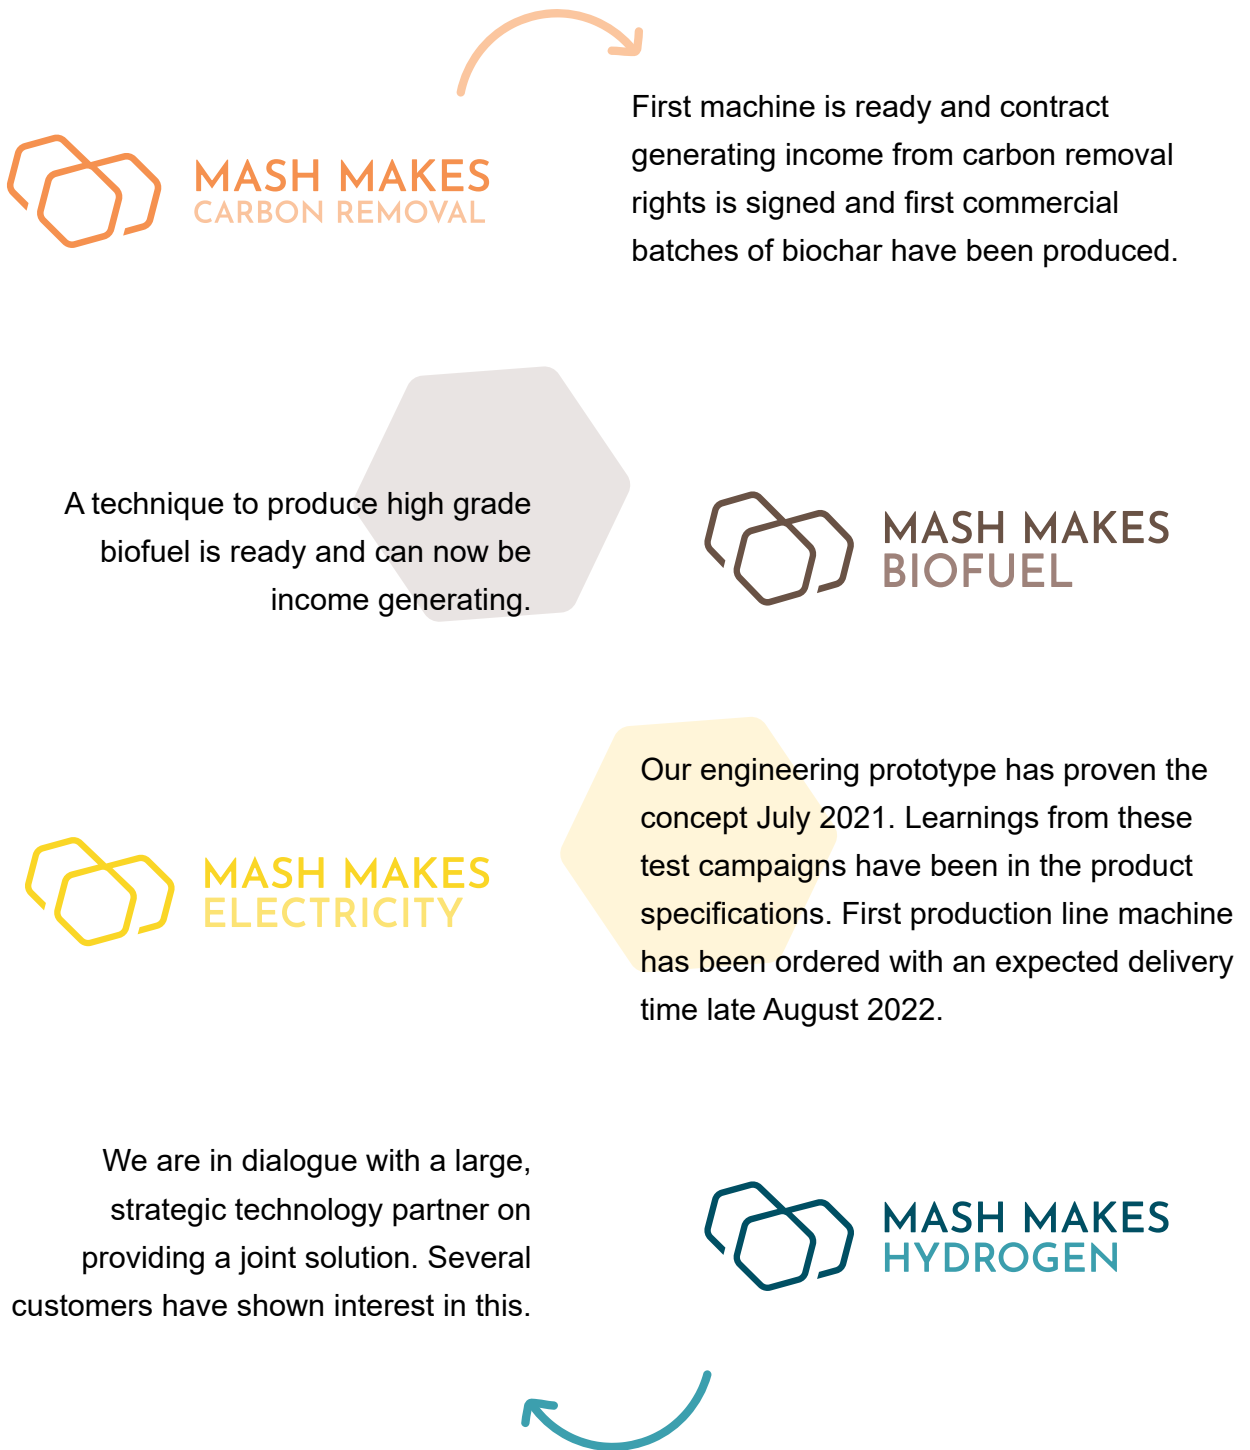 MASH MAKES
CARBON REMOVAL
First machine is ready and contract
generating income from carbon removal
rights is signed and first commercial
batches of biochar have been produced.
A technique to produce high grade
biofuel is ready and can now be
income generating.
MASH MAKES
BIOFUEL
MASH MAKES
ELECTRICITY
Our engineering prototype has proven the
concept July 2021. Learnings from these
test campaigns have been in the product
specifications. First production line machine
has been ordered with an expected delivery
time late August 2022.
We are in dialogue with a large,
strategic technology partner on
providing a joint solution. Several
customers have shown interest in this.
MASH MAKES
HYDROGEN